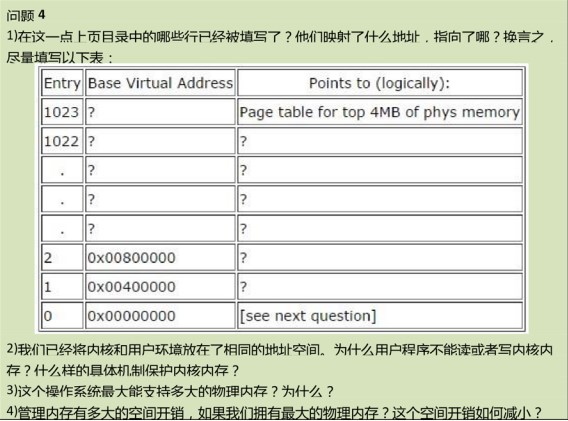 问题 4
1)在这一点上页目录中的哪些行已经被填写了？他们映射了什么地址，指向了哪？换言之，
尽量填写以下表：
Entry Base Virtual Address Points to (logically):
1023 ? Page table for top 4MB of phys memory
1022 ? ?
. ? ?
. ? ?
. ? ?
2 0x00800000 ?
1 0x00400000 ?
0 0x00000000 [see next question]
2)我们已经将内核和用户环境放在了相同的地址空间。为什么用户程序不能读或者写内核内
存？什么样的具体机制保护内核内存？
3)这个操作系统最大能支持多大的物理内存？为什么？
4)管理内存有多大的空间开销，如果我们拥有最大的物理内存？这个空间开销如何减小？